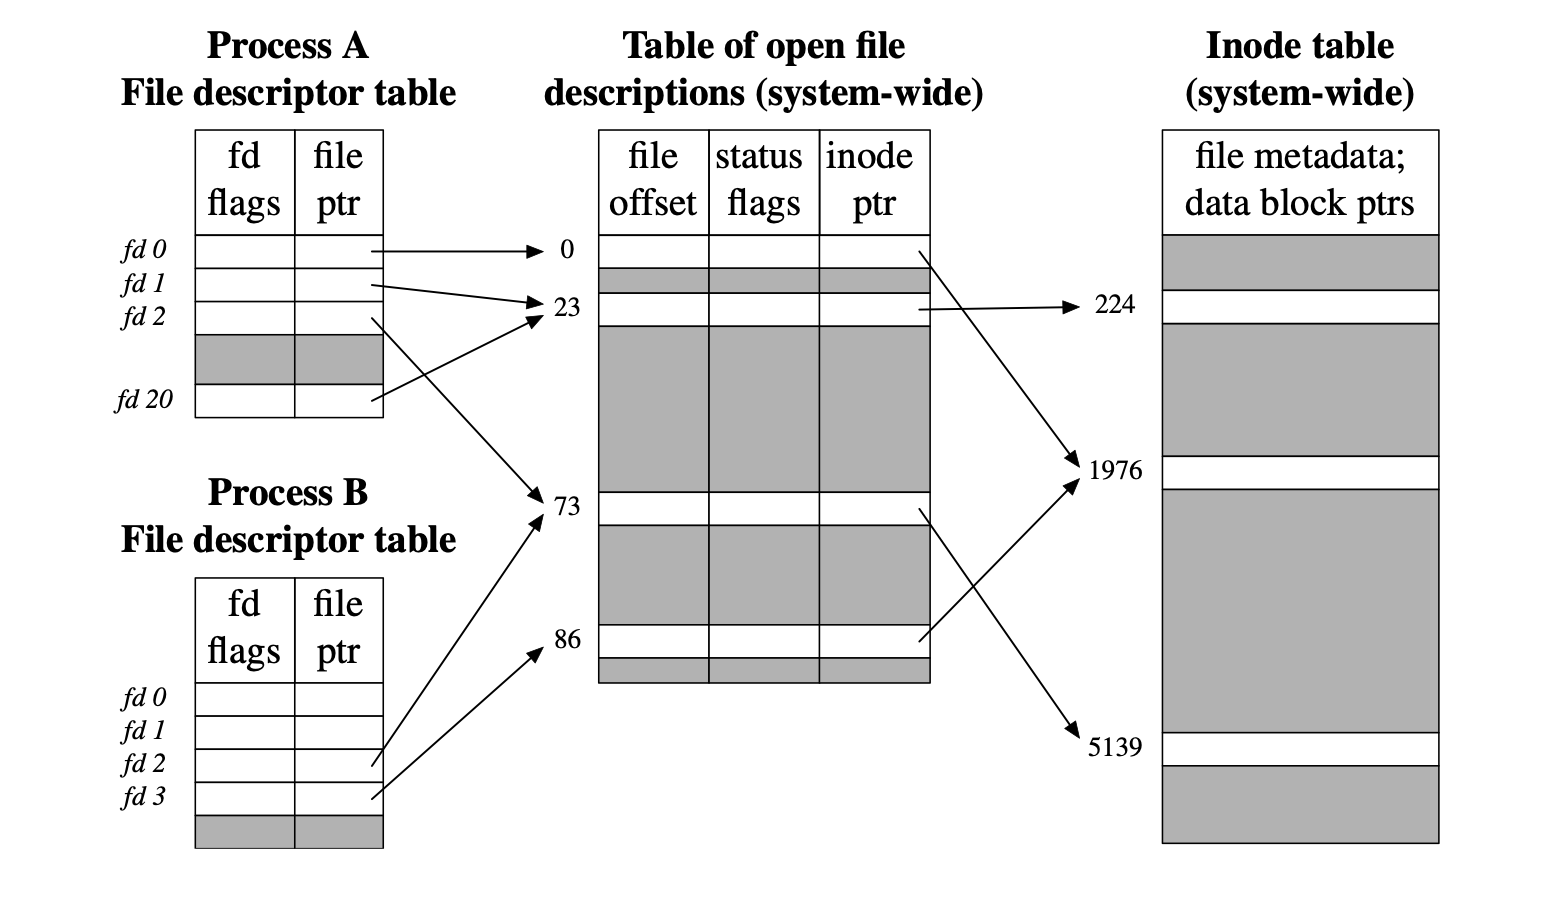 Process A
File descriptor table
fd
flags
file
ptr
fd 0
fd 1
fd 2
fd 20
Process B
File descriptor table
fd
flags
file
ptr
fd 0
fd 1
fd 2
fd 3
Table of open file
descriptions (system-wide)
file
offset
status
flags
inode
ptr
0
23
73
86
Inode table
(system-wide)
file metadata;
data block ptrs
224
1976
5139